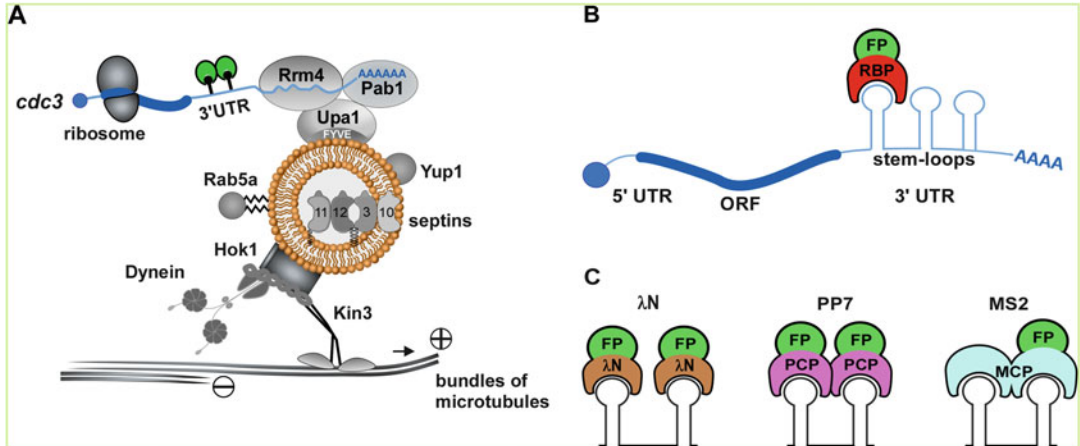 A
Rrm4
AAAAAA
Pab1
cdc3
ribosome
3'UTR
Upa1
FYVE
Yup1
Rab5a
11 12 3 10
septins
Hok1
Dynein
Kin3
+
−
bundles of
microtubules
B
FP
RBP
stem-loops
AAAA
5' UTR
ORF
3' UTR
C
λN
PP7
MS2
FP FP FP FP FP
λN λN PCP PCP MCP